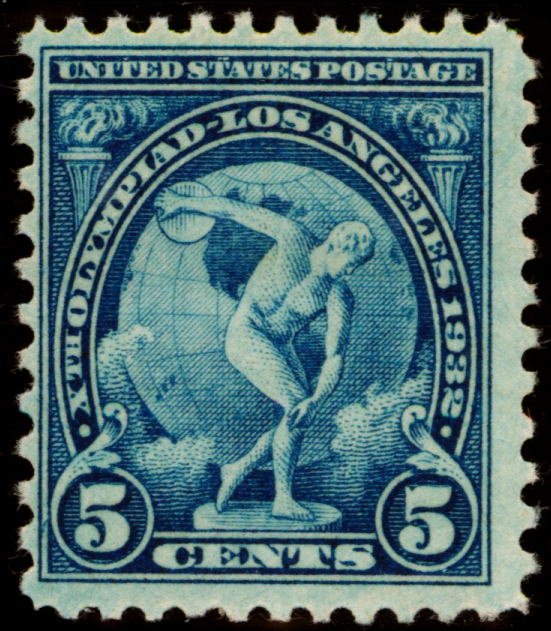 UNITED STATES POSTAGE
XTH OLYMPIAD-LOS ANGELES 1932
5 CENTS 5